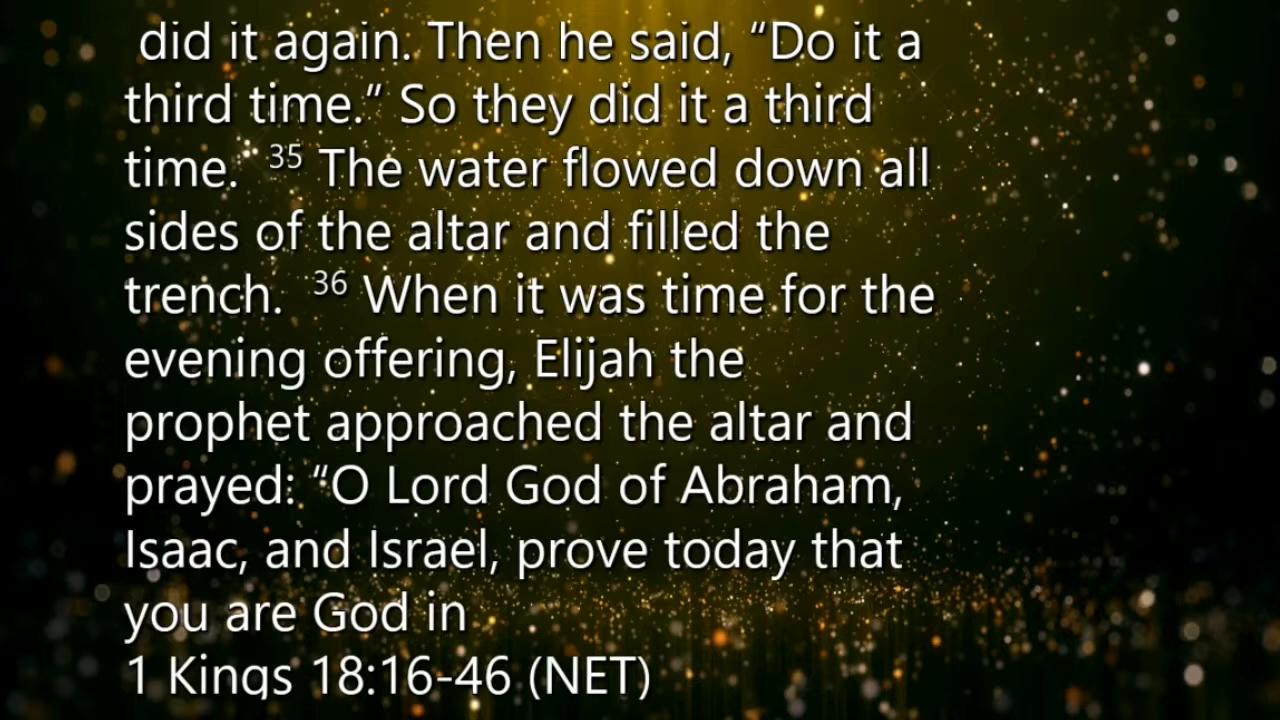 did it again. Then he said, “Do it a
third time.” So they did it a third
time. 35 The water flowed down all
sides of the altar and filled the
trench. 36 When it was time for the
evening offering, Elijah the
prophet approached the altar and
prayed: “O Lord God of Abraham,
Isaac, and Israel, prove today that
you are God in
1 Kings 18:16-46 (NET)